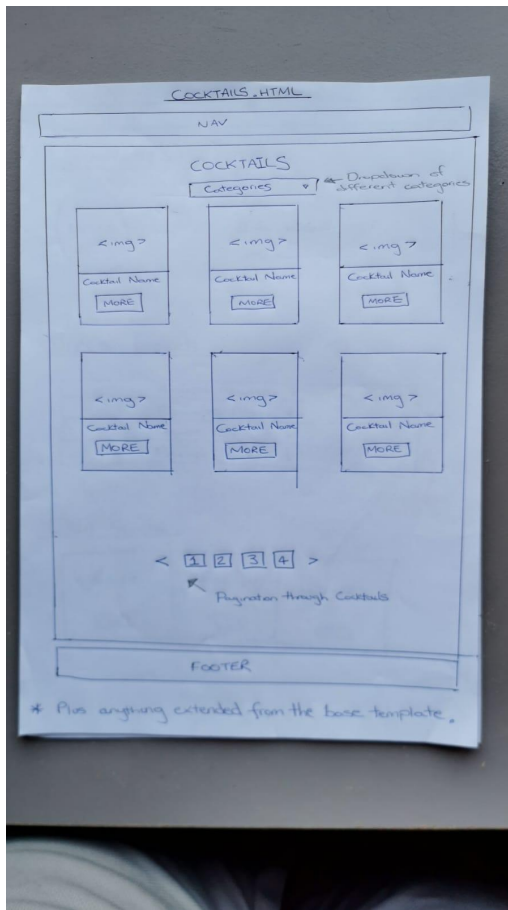 COCKTAILS.HTML
NAV
COCKTAILS
Categories
* Dropdown of
different categories
<img> <img> <img>
Cocktail Name Cocktail Name Cocktail Name
MORE MORE MORE
<img> <img> <img>
Cocktail Name Cocktail Name Cocktail Name
MORE MORE MORE
< 1 2 3 4 >
Pagination through Cocktails
FOOTER
* Plus anything extended from the base template.